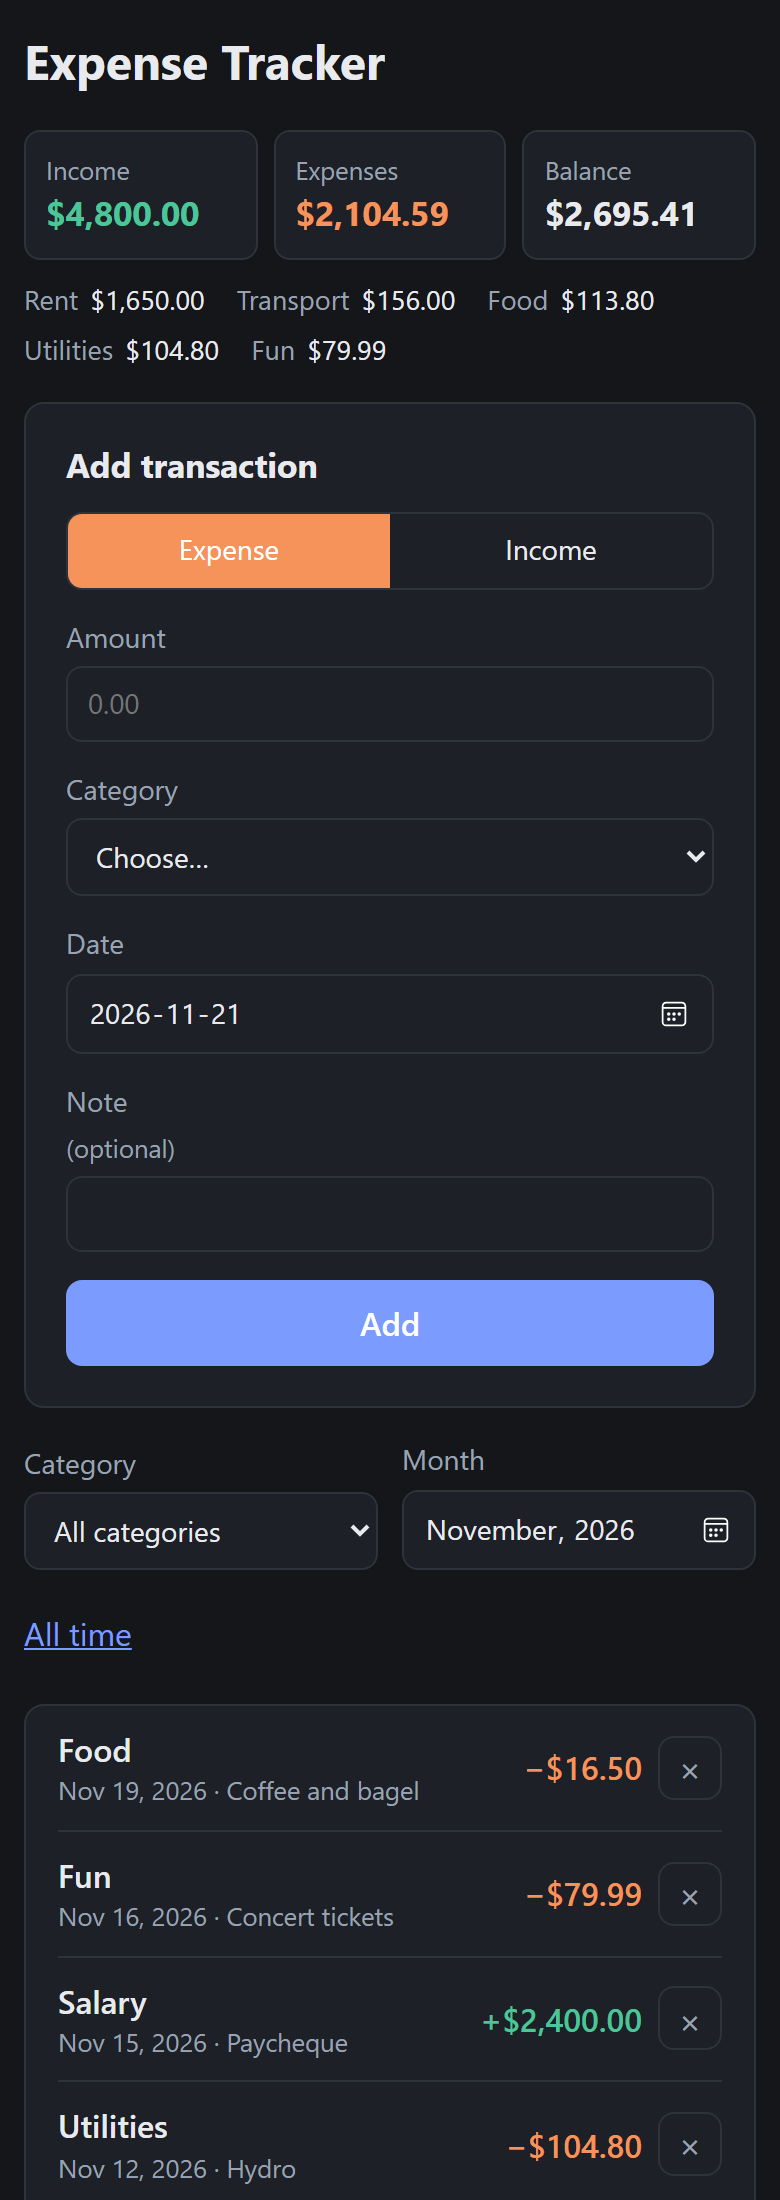 Expense Tracker
Income Expenses Balance
$4,800.00 $2,104.59 $2,695.41
Rent $1,650.00 Transport $156.00 Food $113.80
Utilities $104.80 Fun $79.99
Add transaction
Expense Income
Amount
0.00
Category
Choose...
Date
2026-11-21
Note
(optional)
Add
Category Month
All categories November, 2026
All time
Food −$16.50 ×
Nov 19, 2026 · Coffee and bagel
Fun −$79.99 ×
Nov 16, 2026 · Concert tickets
Salary +$2,400.00 ×
Nov 15, 2026 · Paycheque
Utilities −$104.80 ×
Nov 12, 2026 · Hydro